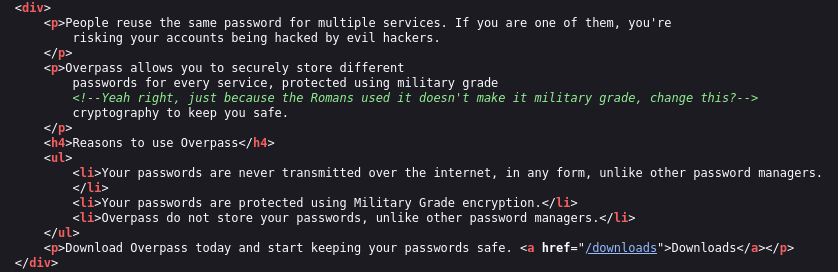 <div>
<p>People reuse the same password for multiple services. If you are one of them, you're
risking your accounts being hacked by evil hackers.
</p>
<p>Overpass allows you to securely store different
passwords for every service, protected using military grade
<!--Yeah right, just because the Romans used it doesn't make it military grade, change this?-->
cryptography to keep you safe.
</p>
<h4>Reasons to use Overpass</h4>
<ul>
<li>Your passwords are never transmitted over the internet, in any form, unlike other password managers.
</li>
<li>Your passwords are protected using Military Grade encryption.</li>
<li>Overpass do not store your passwords, unlike other password managers.</li>
</ul>
<p>Download Overpass today and start keeping your passwords safe. <a href="/downloads">Downloads</a></p>
</div>